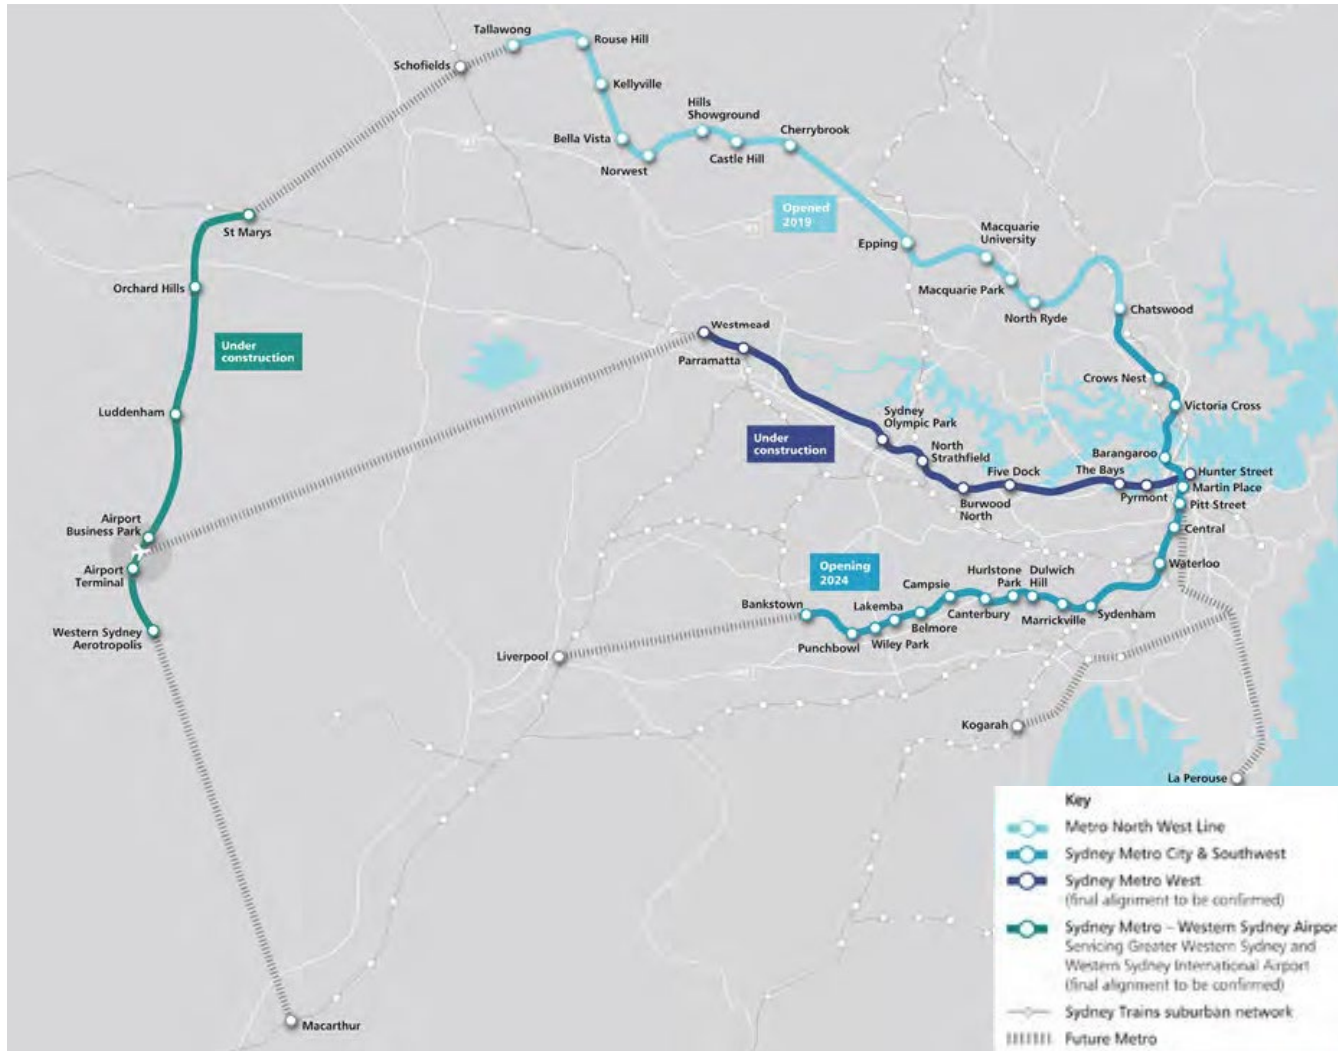 Tallawong
Rouse Hill
Schofields
Kellyville
Hills
Showground
Bella Vista
Cherrybrook
Castle Hill
Norwest
Opened
2019
St Marys
Macquarie
University
Epping
Orchard Hills
Macquarie Park
North Ryde
Chatswood
Westmead
Under
construction
Parramatta
Crows Nest
Luddenham
Sydney
Olympic Park
Victoria Cross
Under
construction
North
Strathfield
Barangaroo
Five Dock
The Bays
Hunter Street
Martin Place
Burwood
North
Pyrmont
Pitt Street
Airport
Business Park
Central
Airport
Terminal
Opening
2024
Hurlstone
Park
Dulwich
Hill
Waterloo
Campsie
Bankstown
Lakemba
Canterbury
Belmore
Marrickville
Sydenham
Western Sydney
Aerotropolis
Punchbowl
Wiley Park
Liverpool
Kogarah
La Perouse
Macarthur
Key
Metro North West Line
Sydney Metro City & Southwest
Sydney Metro West
(final alignment to be confirmed)
Sydney Metro – Western Sydney Airpor
Servicing Greater Western Sydney and
Western Sydney International Airport
(final alignment to be confirmed)
Sydney Trains suburban network
Future Metro